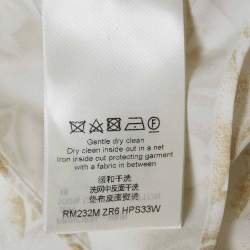 Gentle dry clean
Dry clean inside out in a net
Iron inside out protecting garment
with a fabric in between
缓和干洗
洗网中反面干洗
垫布反面熨烫
RM232M ZR6 HPS33W